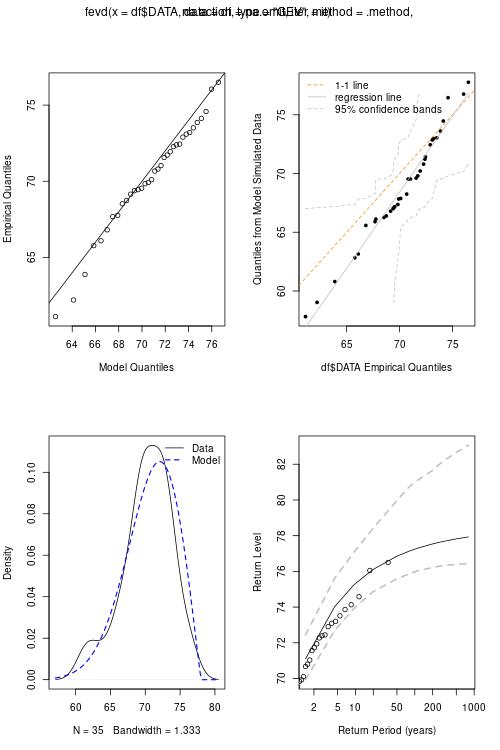 fevd(x = df$DATA,
method = .method,
75
70
65
Empirical Quantiles
64 66 68 70 72 74 76
Model Quantiles
1-1 line
regression line
95% confidence bands
75
70
65
60
Quantiles from Model Simulated Data
65 70 75
df$DATA Empirical Quantiles
Data
Model
0.10
0.08
0.06
0.04
0.02
0.00
Density
60 65 70 75 80
N = 35 Bandwidth = 1.333
82
80
78
76
74
72
70
Return Level
2 5 10 50 200 1000
Return Period (years)